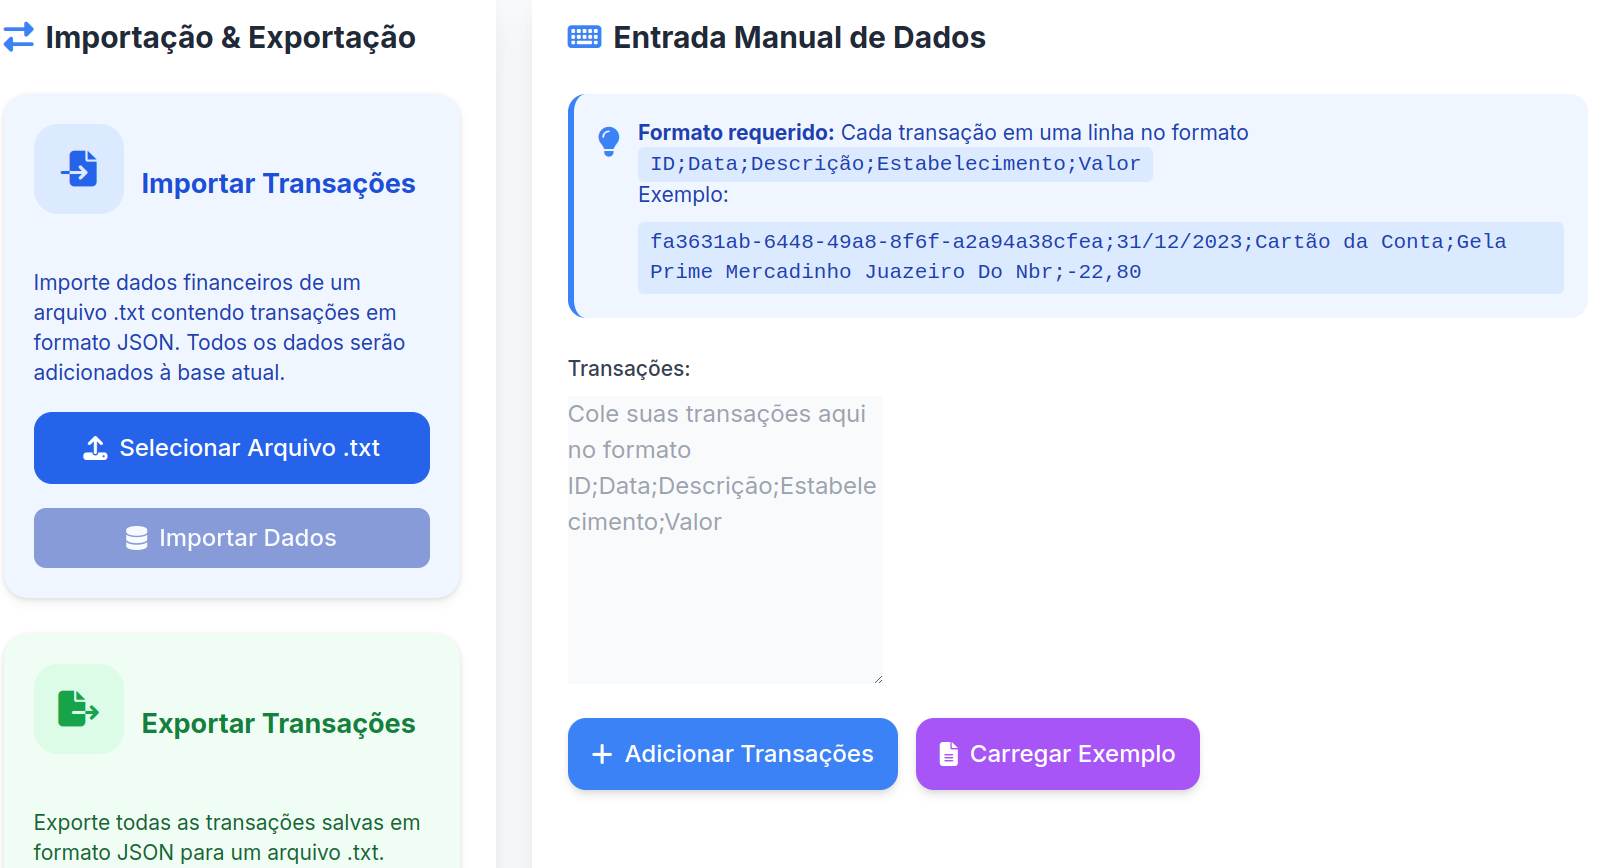 Importação & Exportação
Importar Transações
Importe dados financeiros de um
arquivo .txt contendo transações em
formato JSON. Todos os dados serão
adicionados à base atual.
Selecionar Arquivo .txt
Importar Dados
Exportar Transações
Exporte todas as transações salvas em
formato JSON para um arquivo .txt.
Entrada Manual de Dados
Formato requerido: Cada transação em uma linha no formato
ID;Data;Descrição;Estabelecimento;Valor
Exemplo:
fa3631ab-6448-49a8-8f6f-a2a94a38cfea;31/12/2023;Cartão da Conta;Gela
Prime Mercadinho Juazeiro Do Nbr;-22,80
Transações:
Cole suas transações aqui
no formato
ID;Data;Descrição;Estabele
cimento;Valor
Adicionar Transações
Carregar Exemplo